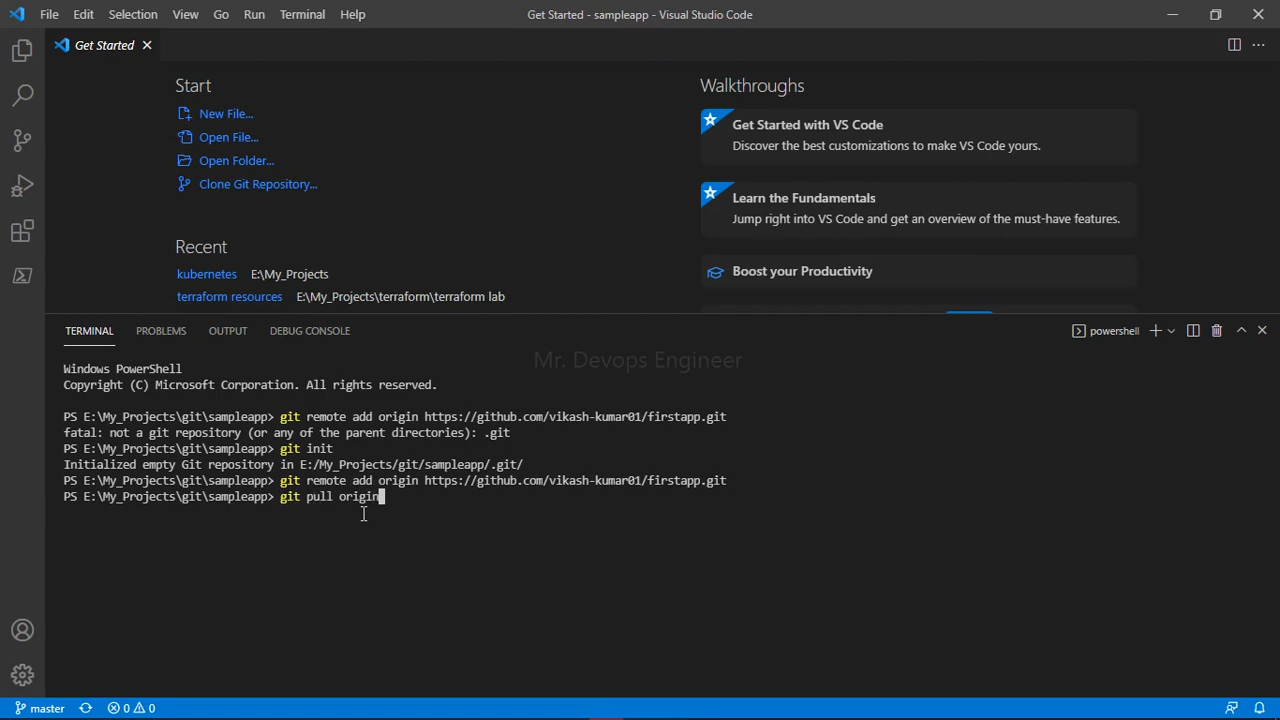 File Edit Selection View Go Run Terminal Help
Get Started - sampleapp - Visual Studio Code
Get Started
Start
New File...
Open File...
Open Folder...
Clone Git Repository...
Recent
kubernetes E:\My_Projects
terraform resources E:\My_Projects\terraform\terraform lab
Walkthroughs
Get Started with VS Code
Discover the best customizations to make VS Code yours.
Learn the Fundamentals
Jump right into VS Code and get an overview of the must-have features.
Boost your Productivity
TERMINAL PROBLEMS OUTPUT DEBUG CONSOLE
powershell
Mr. Devops Engineer
Windows PowerShell
Copyright (C) Microsoft Corporation. All rights reserved.
PS E:\My_Projects\git\sampleapp> git remote add origin https://github.com/vikash-kumar01/firstapp.git
fatal: not a git repository (or any of the parent directories): .git
PS E:\My_Projects\git\sampleapp> git init
Initialized empty Git repository in E:/My_Projects/git/sampleapp/.git/
PS E:\My_Projects\git\sampleapp> git remote add origin https://github.com/vikash-kumar01/firstapp.git
PS E:\My_Projects\git\sampleapp> git pull origin
master 0 0